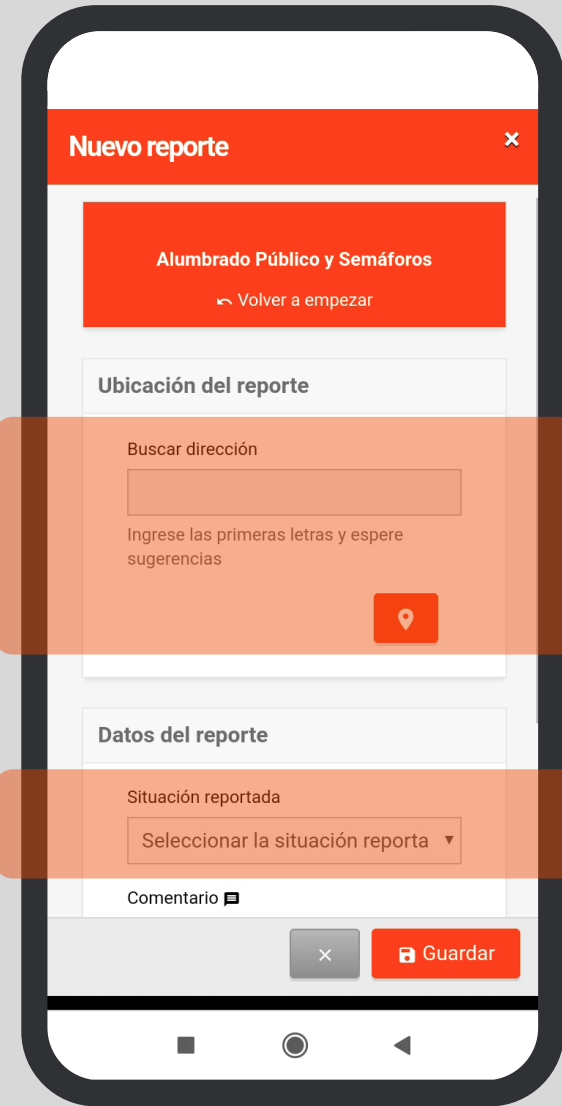 Nuevo reporte
Alumbrado Público y Semáforos
Volver a empezar
Ubicación del reporte
Buscar dirección
Ingrese las primeras letras y espere
sugerencias
Datos del reporte
Situación reportada
Seleccionar la situación reporta
Comentario
Guardar